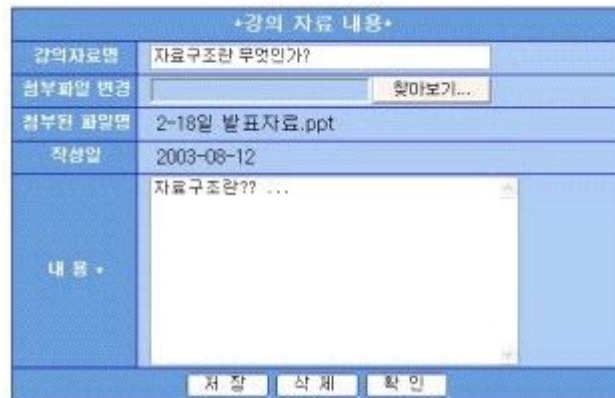 *강의 자료 내용*
강의자료명 자료구조란 무엇인가?
첨부파일 변경 찾아보기...
첨부된 파일명 2-18일 발표자료.ppt
작성일 2003-08-12
자료구조란?? ...
내 용 *
저 장 삭 제 확 인